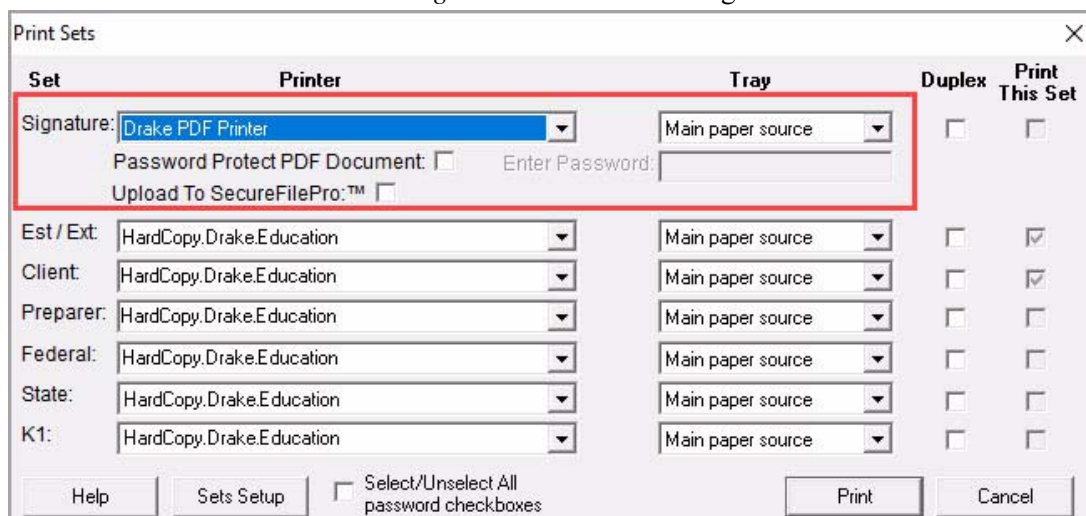 Print Sets
Set Printer Tray Duplex Print This Set
Signature: Drake PDF Printer Main paper source
Password Protect PDF Document: Enter Password:
Upload To SecureFilePro:™
Est / Ext: HardCopy.Drake.Education Main paper source
Client: HardCopy.Drake.Education Main paper source
Preparer: HardCopy.Drake.Education Main paper source
Federal: HardCopy.Drake.Education Main paper source
State: HardCopy.Drake.Education Main paper source
K1: HardCopy.Drake.Education Main paper source
Help Sets Setup Select/Unselect All password checkboxes Print Cancel